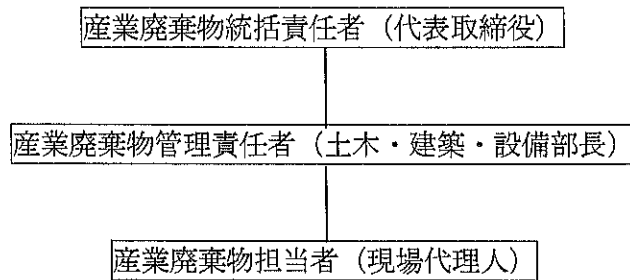 産業廃棄物統括責任者（代表取締役）
産業廃棄物管理責任者（土木・建築・設備部長）
産業廃棄物担当者（現場代理人）